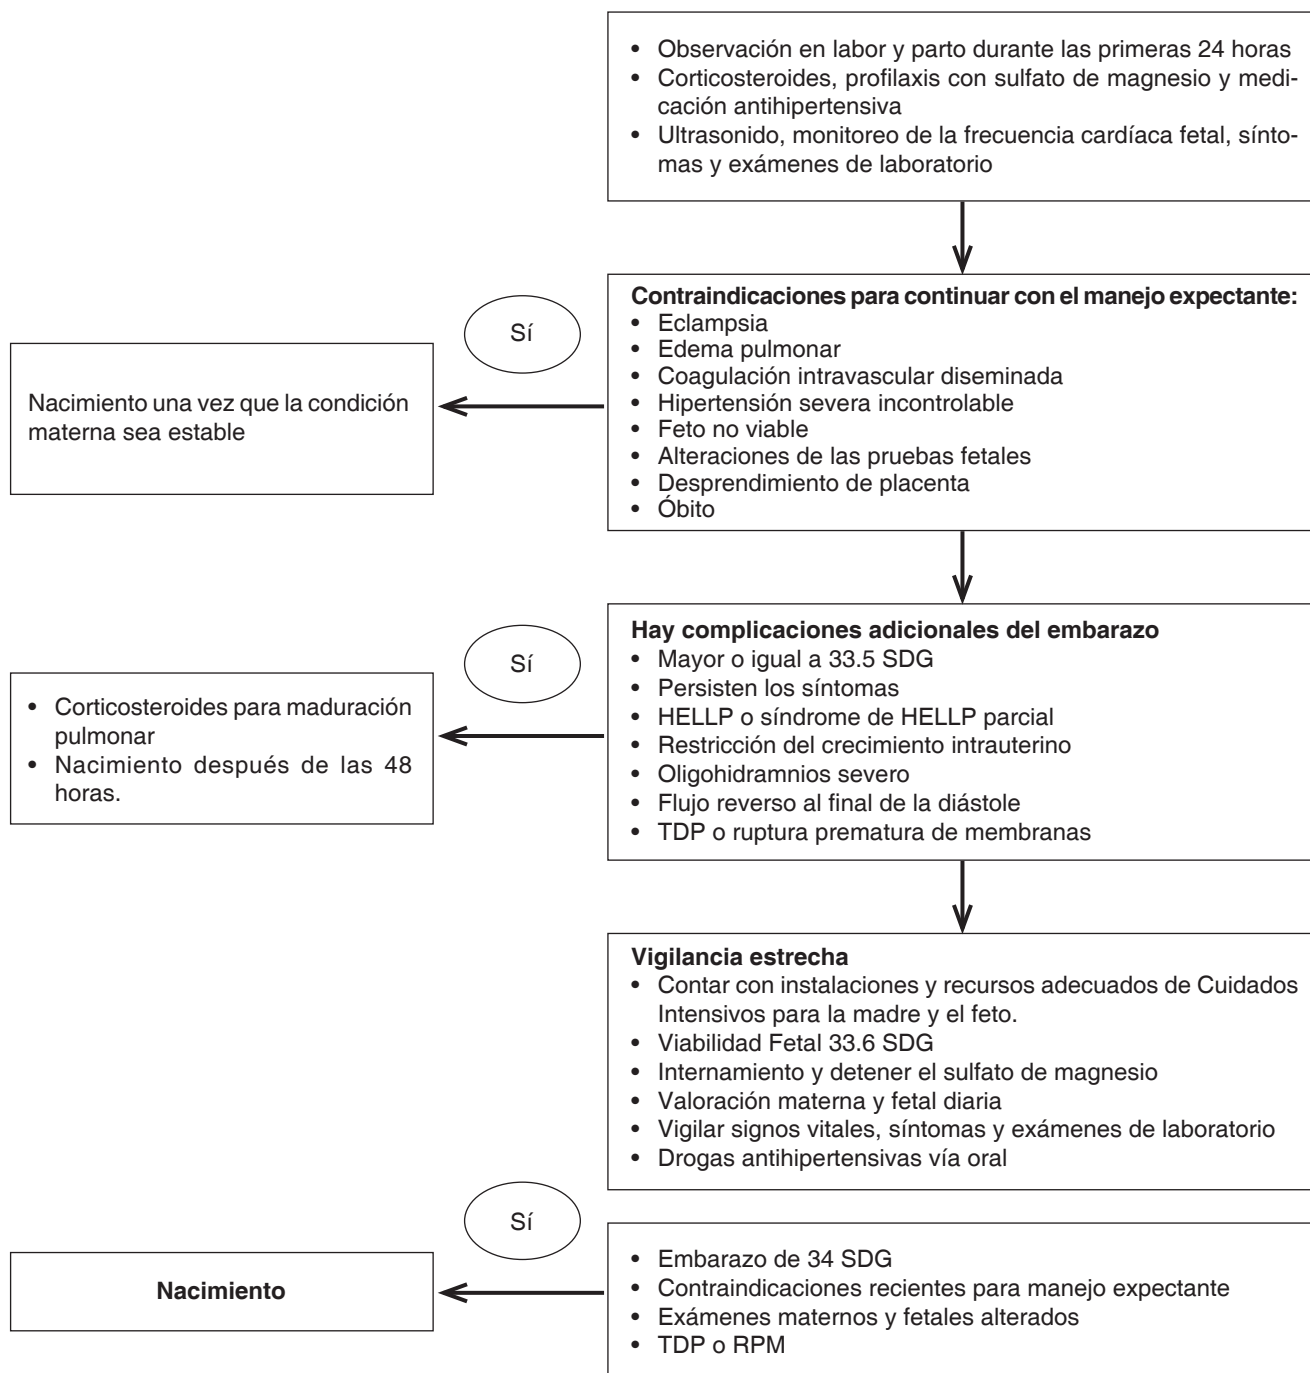 • Observación en labor y parto durante las primeras 24 horas
• Corticosteroides, profilaxis con sulfato de magnesio y medi-
cación antihipertensiva
• Ultrasonido, monitoreo de la frecuencia cardíaca fetal, sínto-
mas y exámenes de laboratorio
Contraindicaciones para continuar con el manejo expectante:
• Eclampsia
• Edema pulmonar
• Coagulación intravascular diseminada
• Hipertensión severa incontrolable
• Feto no viable
• Alteraciones de las pruebas fetales
• Desprendimiento de placenta
• Óbito
Sí
Nacimiento una vez que la condición
materna sea estable
Hay complicaciones adicionales del embarazo
• Mayor o igual a 33.5 SDG
• Persisten los síntomas
• HELLP o síndrome de HELLP parcial
• Restricción del crecimiento intrauterino
• Oligohidramnios severo
• Flujo reverso al final de la diástole
• TDP o ruptura prematura de membranas
Sí
• Corticosteroides para maduración
pulmonar
• Nacimiento después de las 48
horas.
Vigilancia estrecha
• Contar con instalaciones y recursos adecuados de Cuidados
Intensivos para la madre y el feto.
• Viabilidad Fetal 33.6 SDG
• Internamiento y detener el sulfato de magnesio
• Valoración materna y fetal diaria
• Vigilar signos vitales, síntomas y exámenes de laboratorio
• Drogas antihipertensivas vía oral
• Embarazo de 34 SDG
• Contraindicaciones recientes para manejo expectante
• Exámenes maternos y fetales alterados
• TDP o RPM
Sí
Nacimiento